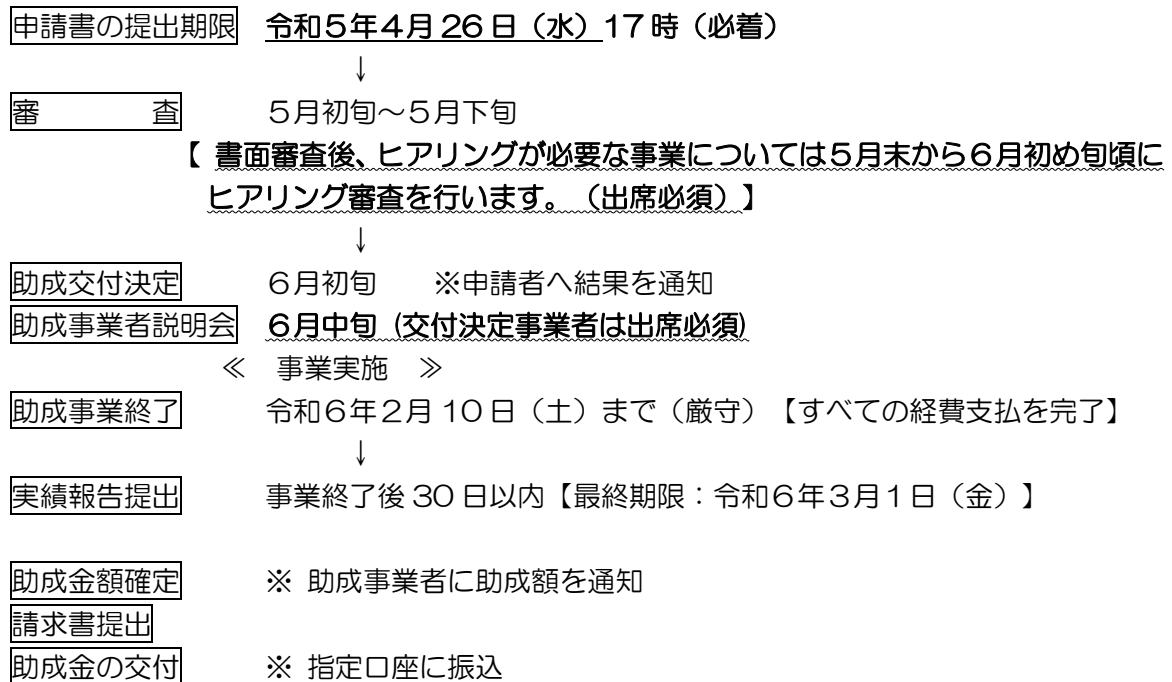 申請書の提出期限 令和５年４月26日（水）17時（必着）
↓
審　　　　査 ５月初旬～５月下旬
【 書面審査後、ヒアリングが必要な事業については５月末から６月初め旬頃に
ヒアリング審査を行います。（出席必須）】
↓
助成交付決定 ６月初旬 ※申請者へ結果を通知
助成事業者説明会 ６月中旬（交付決定事業者は出席必須）
≪ 事業実施 ≫
助成事業終了 令和６年２月10日（土）まで（厳守）【すべての経費支払を完了】
↓
実績報告提出 事業終了後30日以内【最終期限：令和６年３月１日（金）】
助成金額確定 ※ 助成事業者に助成額を通知
請求書提出
助成金の交付 ※ 指定口座に振込